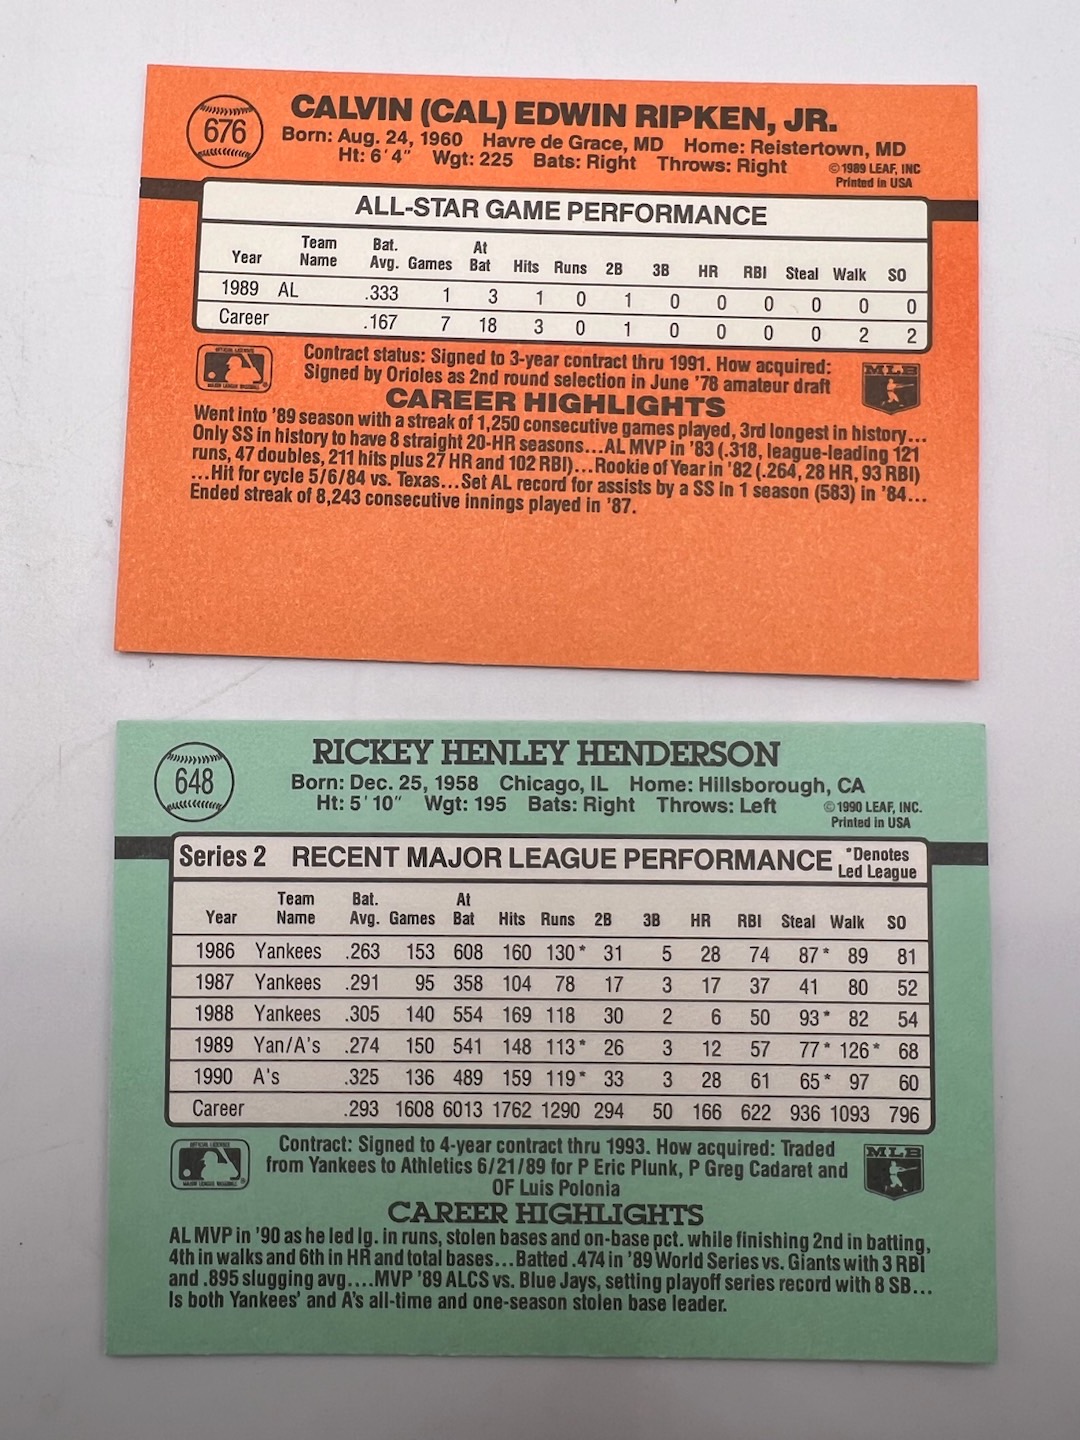 676
CALVIN (CAL) EDWIN RIPKEN, JR.
Born: Aug. 24, 1960 Havre de Grace, MD Home: Reistertown, MD
Ht: 6´4˝ Wgt: 225 Bats: Right Throws: Right
©1989 LEAF, INC
Printed in USA
ALL-STAR GAME PERFORMANCE
Year Team Name Bat. Avg. Games At Bat Hits Runs 2B 3B HR RBI Steal Walk SO
1989 AL .333 1 3 1 0 1 0 0 0 0 0 0
Career .167 7 18 3 0 1 0 0 0 0 2 2
OFFICIAL LICENSEE
MAJOR LEAGUE BASEBALL
Contract status: Signed to 3-year contract thru 1991. How acquired:
Signed by Orioles as 2nd round selection in June '78 amateur draft
MLB
CAREER HIGHLIGHTS
Went into '89 season with a streak of 1,250 consecutive games played, 3rd longest in history...
Only SS in history to have 8 straight 20-HR seasons...AL MVP in '83 (.318, league-leading 121
runs, 47 doubles, 211 hits plus 27 HR and 102 RBI)...Rookie of Year in '82 (.264, 28 HR, 93 RBI)
...Hit for cycle 5/6/84 vs. Texas...Set AL record for assists by a SS in 1 season (583) in '84...
Ended streak of 8,243 consecutive innings played in '87.
648
RICKEY HENLEY HENDERSON
Born: Dec. 25, 1958 Chicago, IL Home: Hillsborough, CA
Ht: 5´10˝ Wgt: 195 Bats: Right Throws: Left
©1990 LEAF, INC.
Printed in USA
Series 2 RECENT MAJOR LEAGUE PERFORMANCE *Denotes Led League
Year Team Name Bat. Avg. Games At Bat Hits Runs 2B 3B HR RBI Steal Walk SO
1986 Yankees .263 153 608 160 130* 31 5 28 74 87* 89 81
1987 Yankees .291 95 358 104 78 17 3 17 37 41 80 52
1988 Yankees .305 140 554 169 118 30 2 6 50 93* 82 54
1989 Yan/A's .274 150 541 148 113* 26 3 12 57 77* 126* 68
1990 A's .325 136 489 159 119* 33 3 28 61 65* 97 60
Career .293 1608 6013 1762 1290 294 50 166 622 936 1093 796
OFFICIAL LICENSEE
MAJOR LEAGUE BASEBALL
Contract: Signed to 4-year contract thru 1993. How acquired: Traded
from Yankees to Athletics 6/21/89 for P Eric Plunk, P Greg Cadaret and
OF Luis Polonia
MLB
CAREER HIGHLIGHTS
AL MVP in '90 as he led lg. in runs, stolen bases and on-base pct. while finishing 2nd in batting,
4th in walks and 6th in HR and total bases...Batted .474 in '89 World Series vs. Giants with 3 RBI
and .895 slugging avg....MVP '89 ALCS vs. Blue Jays, setting playoff series record with 8 SB...
Is both Yankees' and A's all-time and one-season stolen base leader.